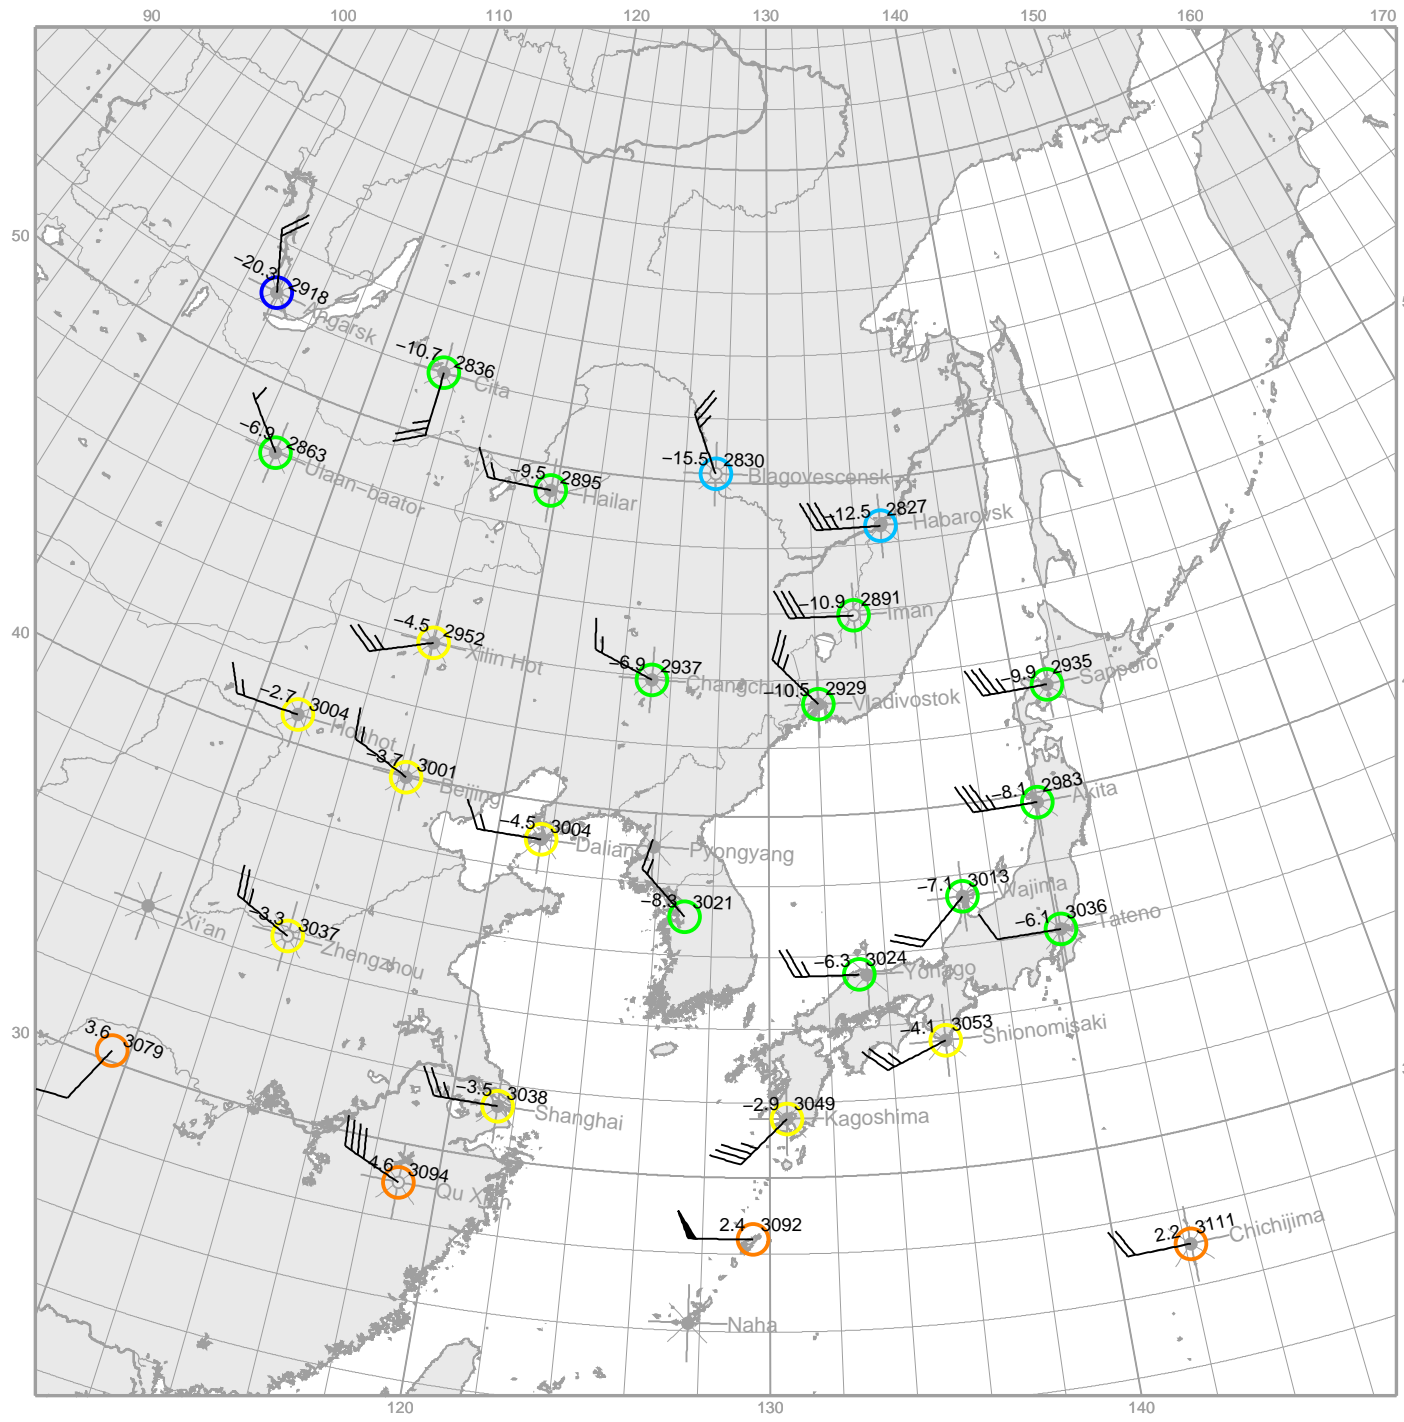 90 100 110 120 130 140 150 160 170
50
−20.3 2918
Angarsk
−10.7 2836
Cita
−6.9 2863
Ulaan−baator
−9.5 2895
Hailar
−15.5 2830
Blagovescensk
−12.5 2827
Habarovsk
−10.9 2891
Iman
40
−4.5 2952
Xilin Hot
−6.9 2937
Changch
−10.5 2929
Vladivostok
−9.9 2935
Sapporo
−2.7 3004
Hohhot
−3.7 3001
Beijing
−8.1 2983
Akita
−4.5 3004
Dalian
Pyongyang
−7.1 3013
Wajima
−8.3 3021
−6.1 3036
Tateno
Xi'an
−3.3 3037
Zhengzhou
−6.3 3024
Yonago
30
3.6 3079
−4.1 3053
Shionomisaki
−3.5 3038
Shanghai
−2.9 3049
Kagoshima
4.6 3094
Qu Xian
2.4 3092
2.2 3111
Chichijima
Naha
120 130 140